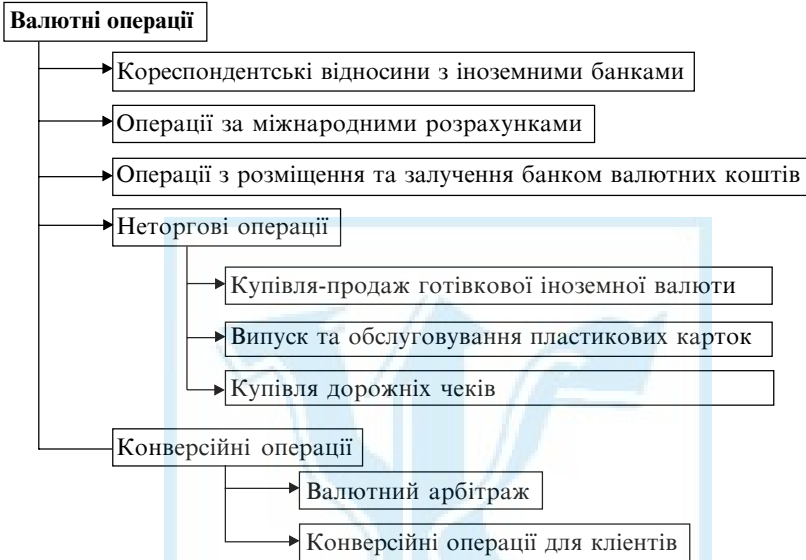 Валютні операції
Кореспондентські відносини з іноземними банками
Операції за міжнародними розрахунками
Операції з розміщення та залучення банком валютних коштів
Неторгові операції
Купівля-продаж готівкової іноземної валюти
Випуск та обслуговування пластикових карток
Купівля дорожніх чеків
Конверсійні операції
Валютний арбітраж
Конверсійні операції для клієнтів